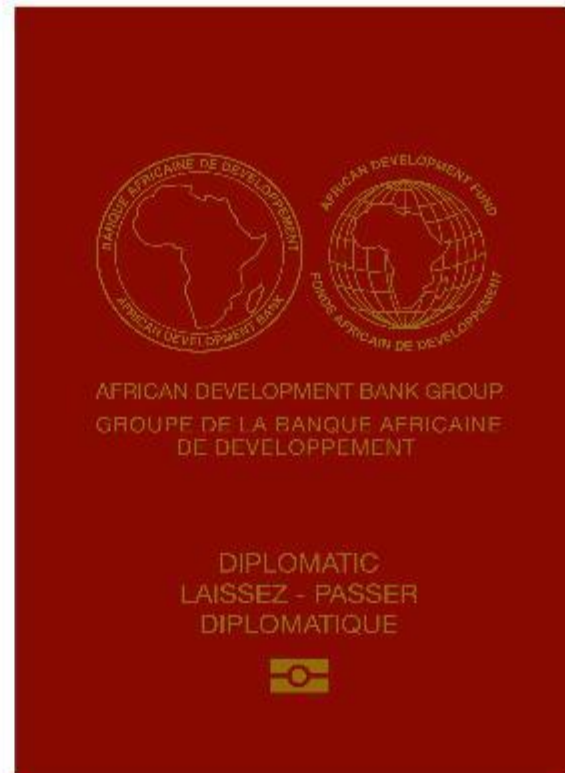 BANQUE AFRICAINE DE DEVELOPPEMENT
AFRICAN DEVELOPMENT BANK
AFRICAN DEVELOPMENT FUND
FONDS AFRICAIN DE DEVELOPPEMENT
AFRICAN DEVELOPMENT BANK GROUP
GROUPE DE LA BANQUE AFRICAINE
DE DEVELOPPEMENT
DIPLOMATIC
LAISSEZ - PASSER
DIPLOMATIQUE